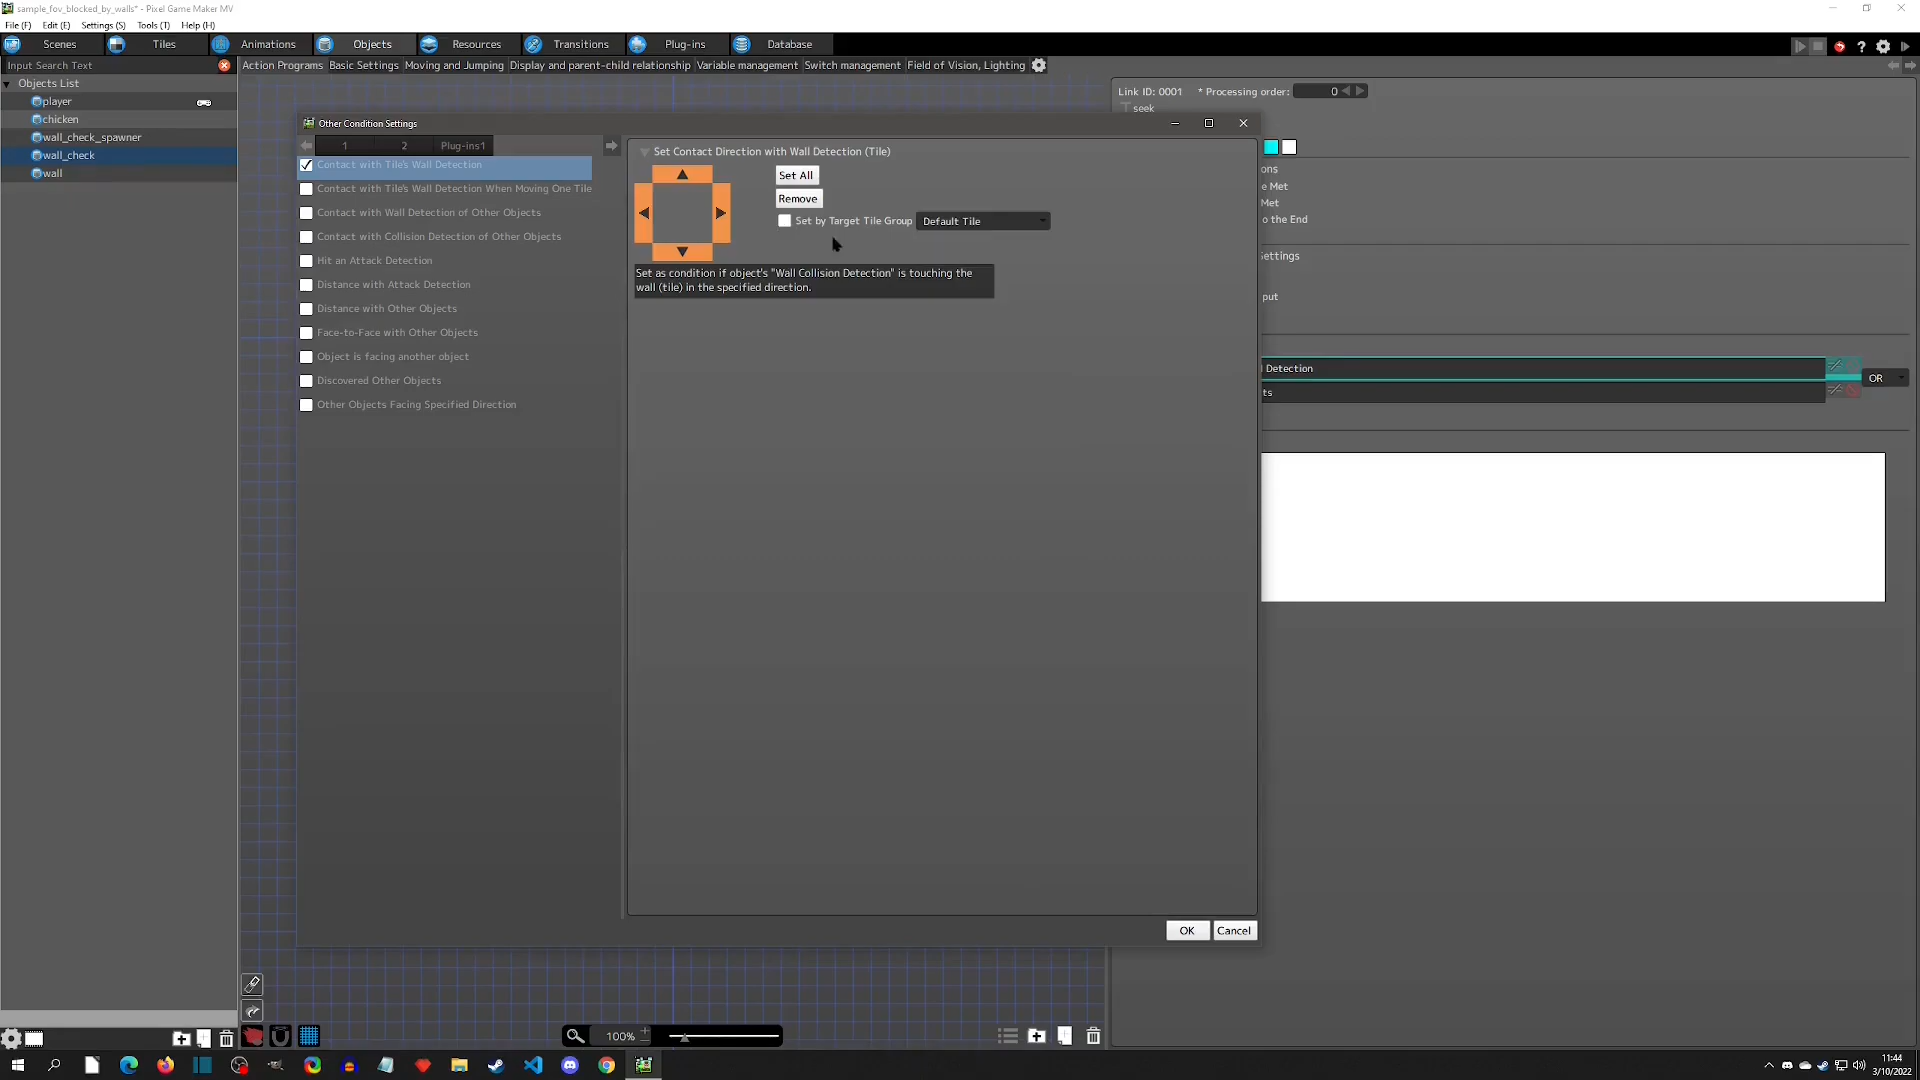 sample_fov_blocked_by_walls* - Pixel Game Maker MV
File (F) Edit (E) Settings (S) Tools (T) Help (H)
Scenes Tiles Animations Objects Resources Transitions Plug-ins Database
Input Search Text
Action Programs Basic Settings Moving and Jumping Display and parent-child relationship Variable management Switch management Field of Vision, Lighting
Objects List
player
chicken
wall_check_spawner
wall_check
wall
Link ID: 0001 * Processing order: 0
seek
Other Condition Settings
1 2 Plug-ins1
Contact with Tile's Wall Detection
Contact with Tile's Wall Detection When Moving One Tile
Contact with Wall Detection of Other Objects
Contact with Collision Detection of Other Objects
Hit an Attack Detection
Distance with Attack Detection
Distance with Other Objects
Face-to-Face with Other Objects
Object is facing another object
Discovered Other Objects
Other Objects Facing Specified Direction
Set Contact Direction with Wall Detection (Tile)
Set All
Remove
Set by Target Tile Group Default Tile
Set as condition if object's "Wall Collision Detection" is touching the
wall (tile) in the specified direction.
OK Cancel
ons
e Met
Met
o the End
Settings
put
l Detection
ts
OR
100%
11:44
3/10/2022